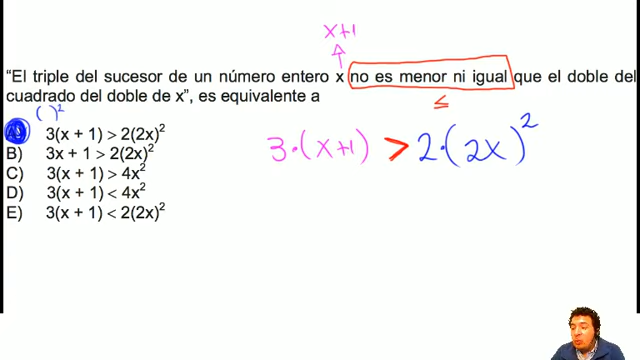 x+1
"El triple del sucesor de un número entero x no es menor ni igual que el doble del
≤
cuadrado del doble de x", es equivalente a
( )²
A) 3(x + 1) > 2(2x)²
B) 3x + 1 > 2(2x)²
C) 3(x + 1) > 4x²
D) 3(x + 1) < 4x²
E) 3(x + 1) < 2(2x)²
3·(x+1) > 2·(2x)²